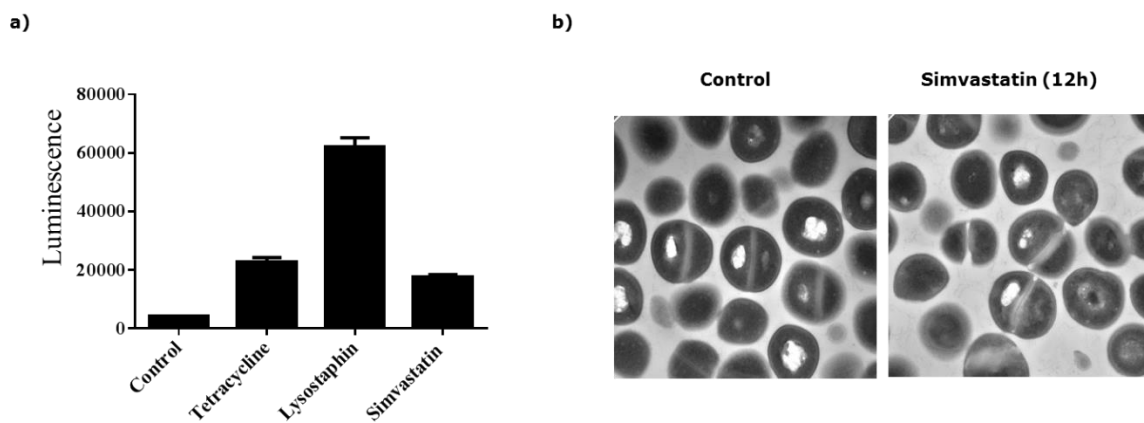 a)
Luminescence
80000
60000
40000
20000
0
Control
Tetracycline
Lysostaphin
Simvastatin
b)
Control
Simvastatin (12h)